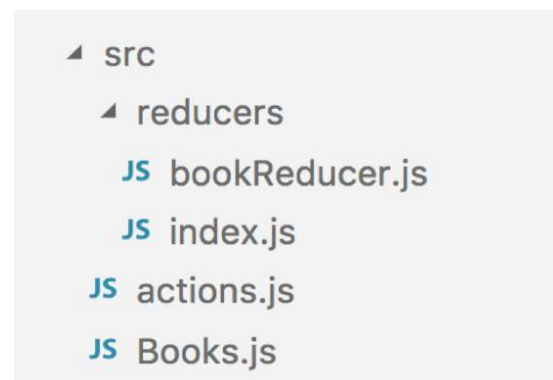 src
reducers
JS bookReducer.js
JS index.js
JS actions.js
JS Books.js